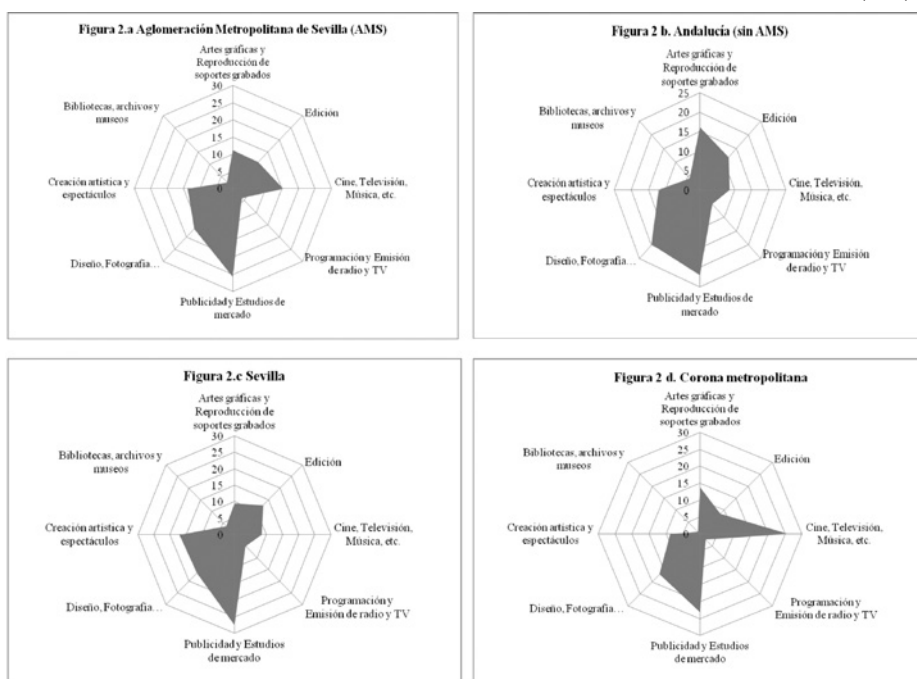 Figura 2.a Aglomeración Metropolitana de Sevilla (AMS)
Artes gráficas y
Reproducción de
soportes grabados
30
25
20
15
10
5
0
Edición
Cine, Televisión,
Música, etc.
Programación y Emisión
de radio y TV
Publicidad y Estudios de
mercado
Diseño, Fotografía…
Creación artística y
espectáculos
Bibliotecas, archivos y
museos
Figura 2 b. Andalucía (sin AMS)
Artes gráficas y
Reproducción de
soportes grabados
25
20
15
10
5
0
Edición
Cine, Televisión,
Música, etc.
Programación y Emisión
de radio y TV
Publicidad y Estudios de
mercado
Diseño, Fotografía…
Creación artística y
espectáculos
Bibliotecas, archivos y
museos
Figura 2.c Sevilla
Artes gráficas y
Reproducción de
soportes grabados
30
25
20
15
10
5
0
Edición
Cine, Televisión,
Música, etc.
Programación y
Emisión de radio y TV
Publicidad y Estudios
de mercado
Diseño, Fotografía…
Creación artística y
espectáculos
Bibliotecas, archivos y
museos
Figura 2 d. Corona metropolitana
Artes gráficas y
Reproducción de
soportes grabados
30
25
20
15
10
5
0
Edición
Cine, Televisión,
Música, etc.
Programación y
Emisión de radio y TV
Publicidad y Estudios
de mercado
Diseño, Fotografía…
Creación artística y
espectáculos
Bibliotecas, archivos y
museos